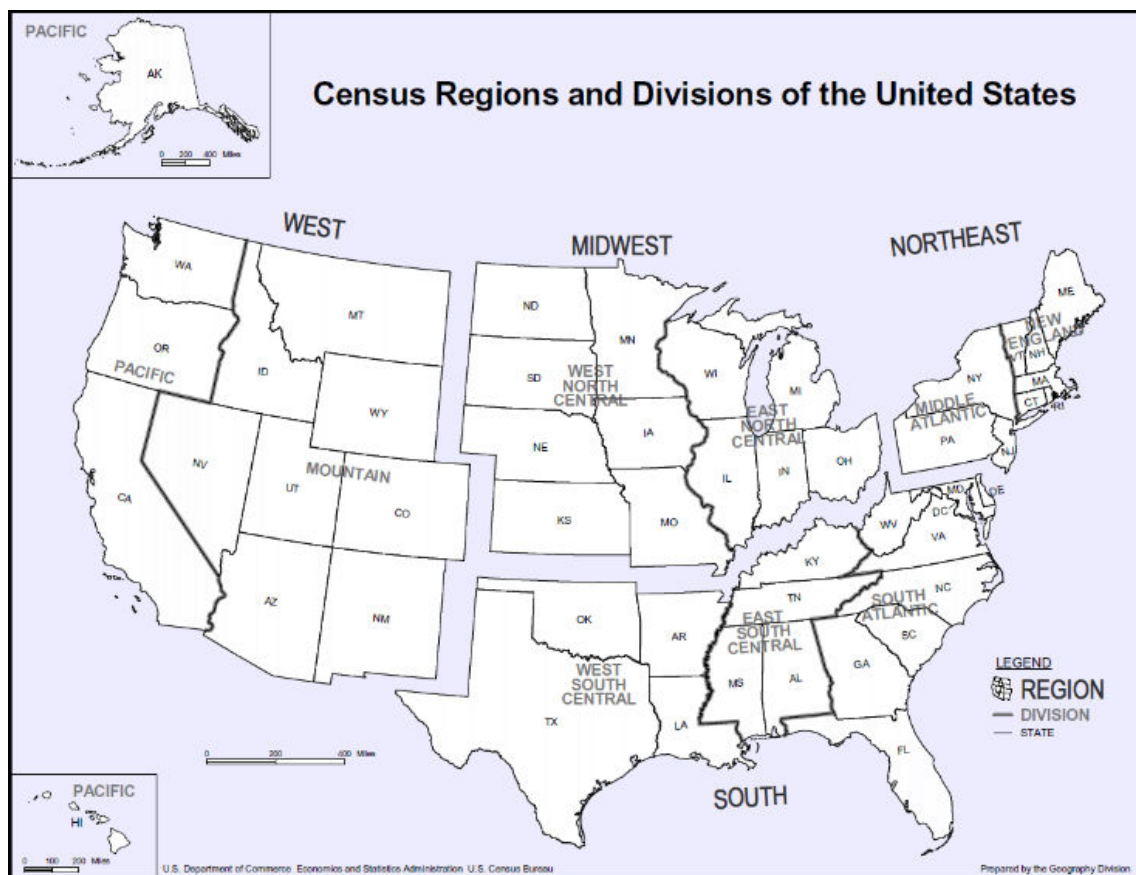 PACIFIC
AK
0 200 400 Miles
Census Regions and Divisions of the United States
WEST
MIDWEST
NORTHEAST
WA
MT
OR
PACIFIC
ID
WY
NV
UT
MOUNTAIN
CO
CA
AZ
NM
ND
MN
SD
WEST
NORTH
CENTRAL
NE
IA
KS
MO
WI
MI
EAST
NORTH
CENTRAL
IL
IN
OH
ME
NEW
ENGLAND
VT
NH
NY
MA
CT
RI
MIDDLE
ATLANTIC
PA
NJ
MD
DE
DC
WV
VA
KY
TN
NC
SOUTH
ATLANTIC
SC
GA
FL
EAST
SOUTH
CENTRAL
MS
AL
OK
AR
WEST
SOUTH
CENTRAL
TX
LA
SOUTH
0 200 400 Miles
LEGEND
REGION
DIVISION
STATE
PACIFIC
HI
0 100 200 Miles
U.S. Department of Commerce Economics and Statistics Administration U.S. Census Bureau
Prepared by the Geography Division